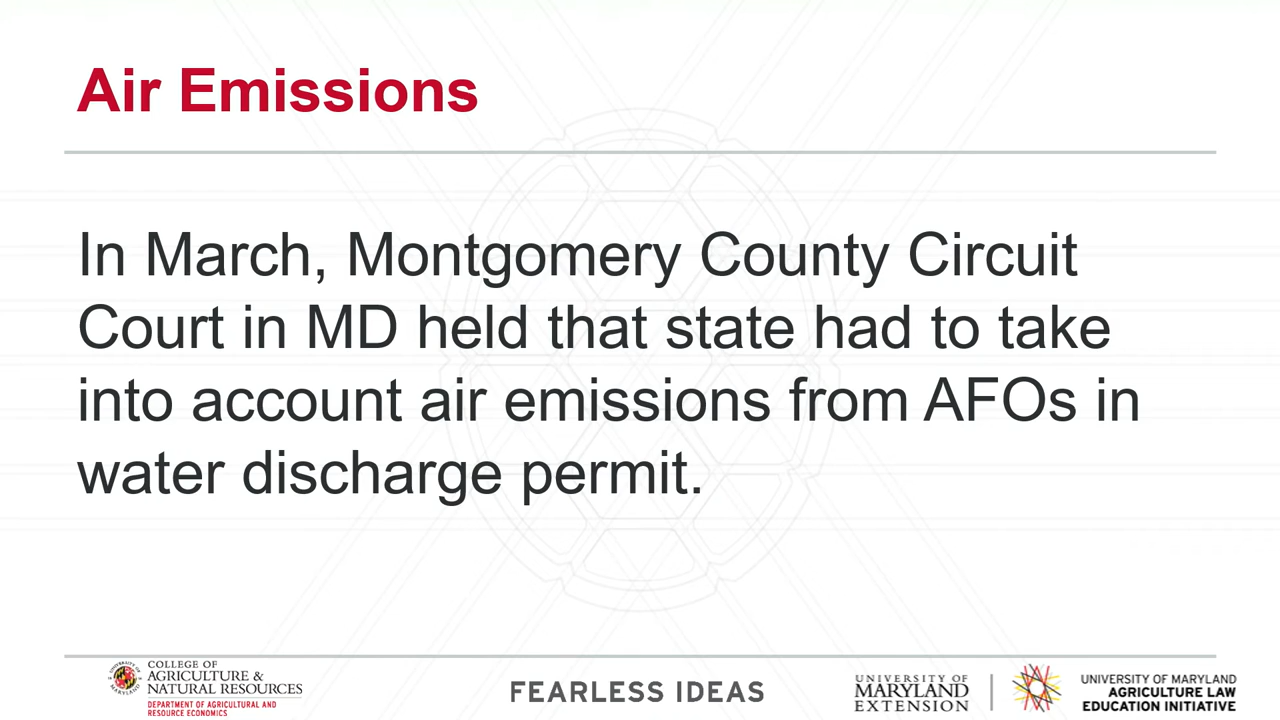 Air Emissions
In March, Montgomery County Circuit
Court in MD held that state had to take
into account air emissions from AFOs in
water discharge permit.
COLLEGE OF
AGRICULTURE &
NATURAL RESOURCES
DEPARTMENT OF AGRICULTURAL AND
RESOURCE ECONOMICS
FEARLESS IDEAS
UNIVERSITY OF
MARYLAND
EXTENSION
UNIVERSITY OF MARYLAND
AGRICULTURE LAW
EDUCATION INITIATIVE